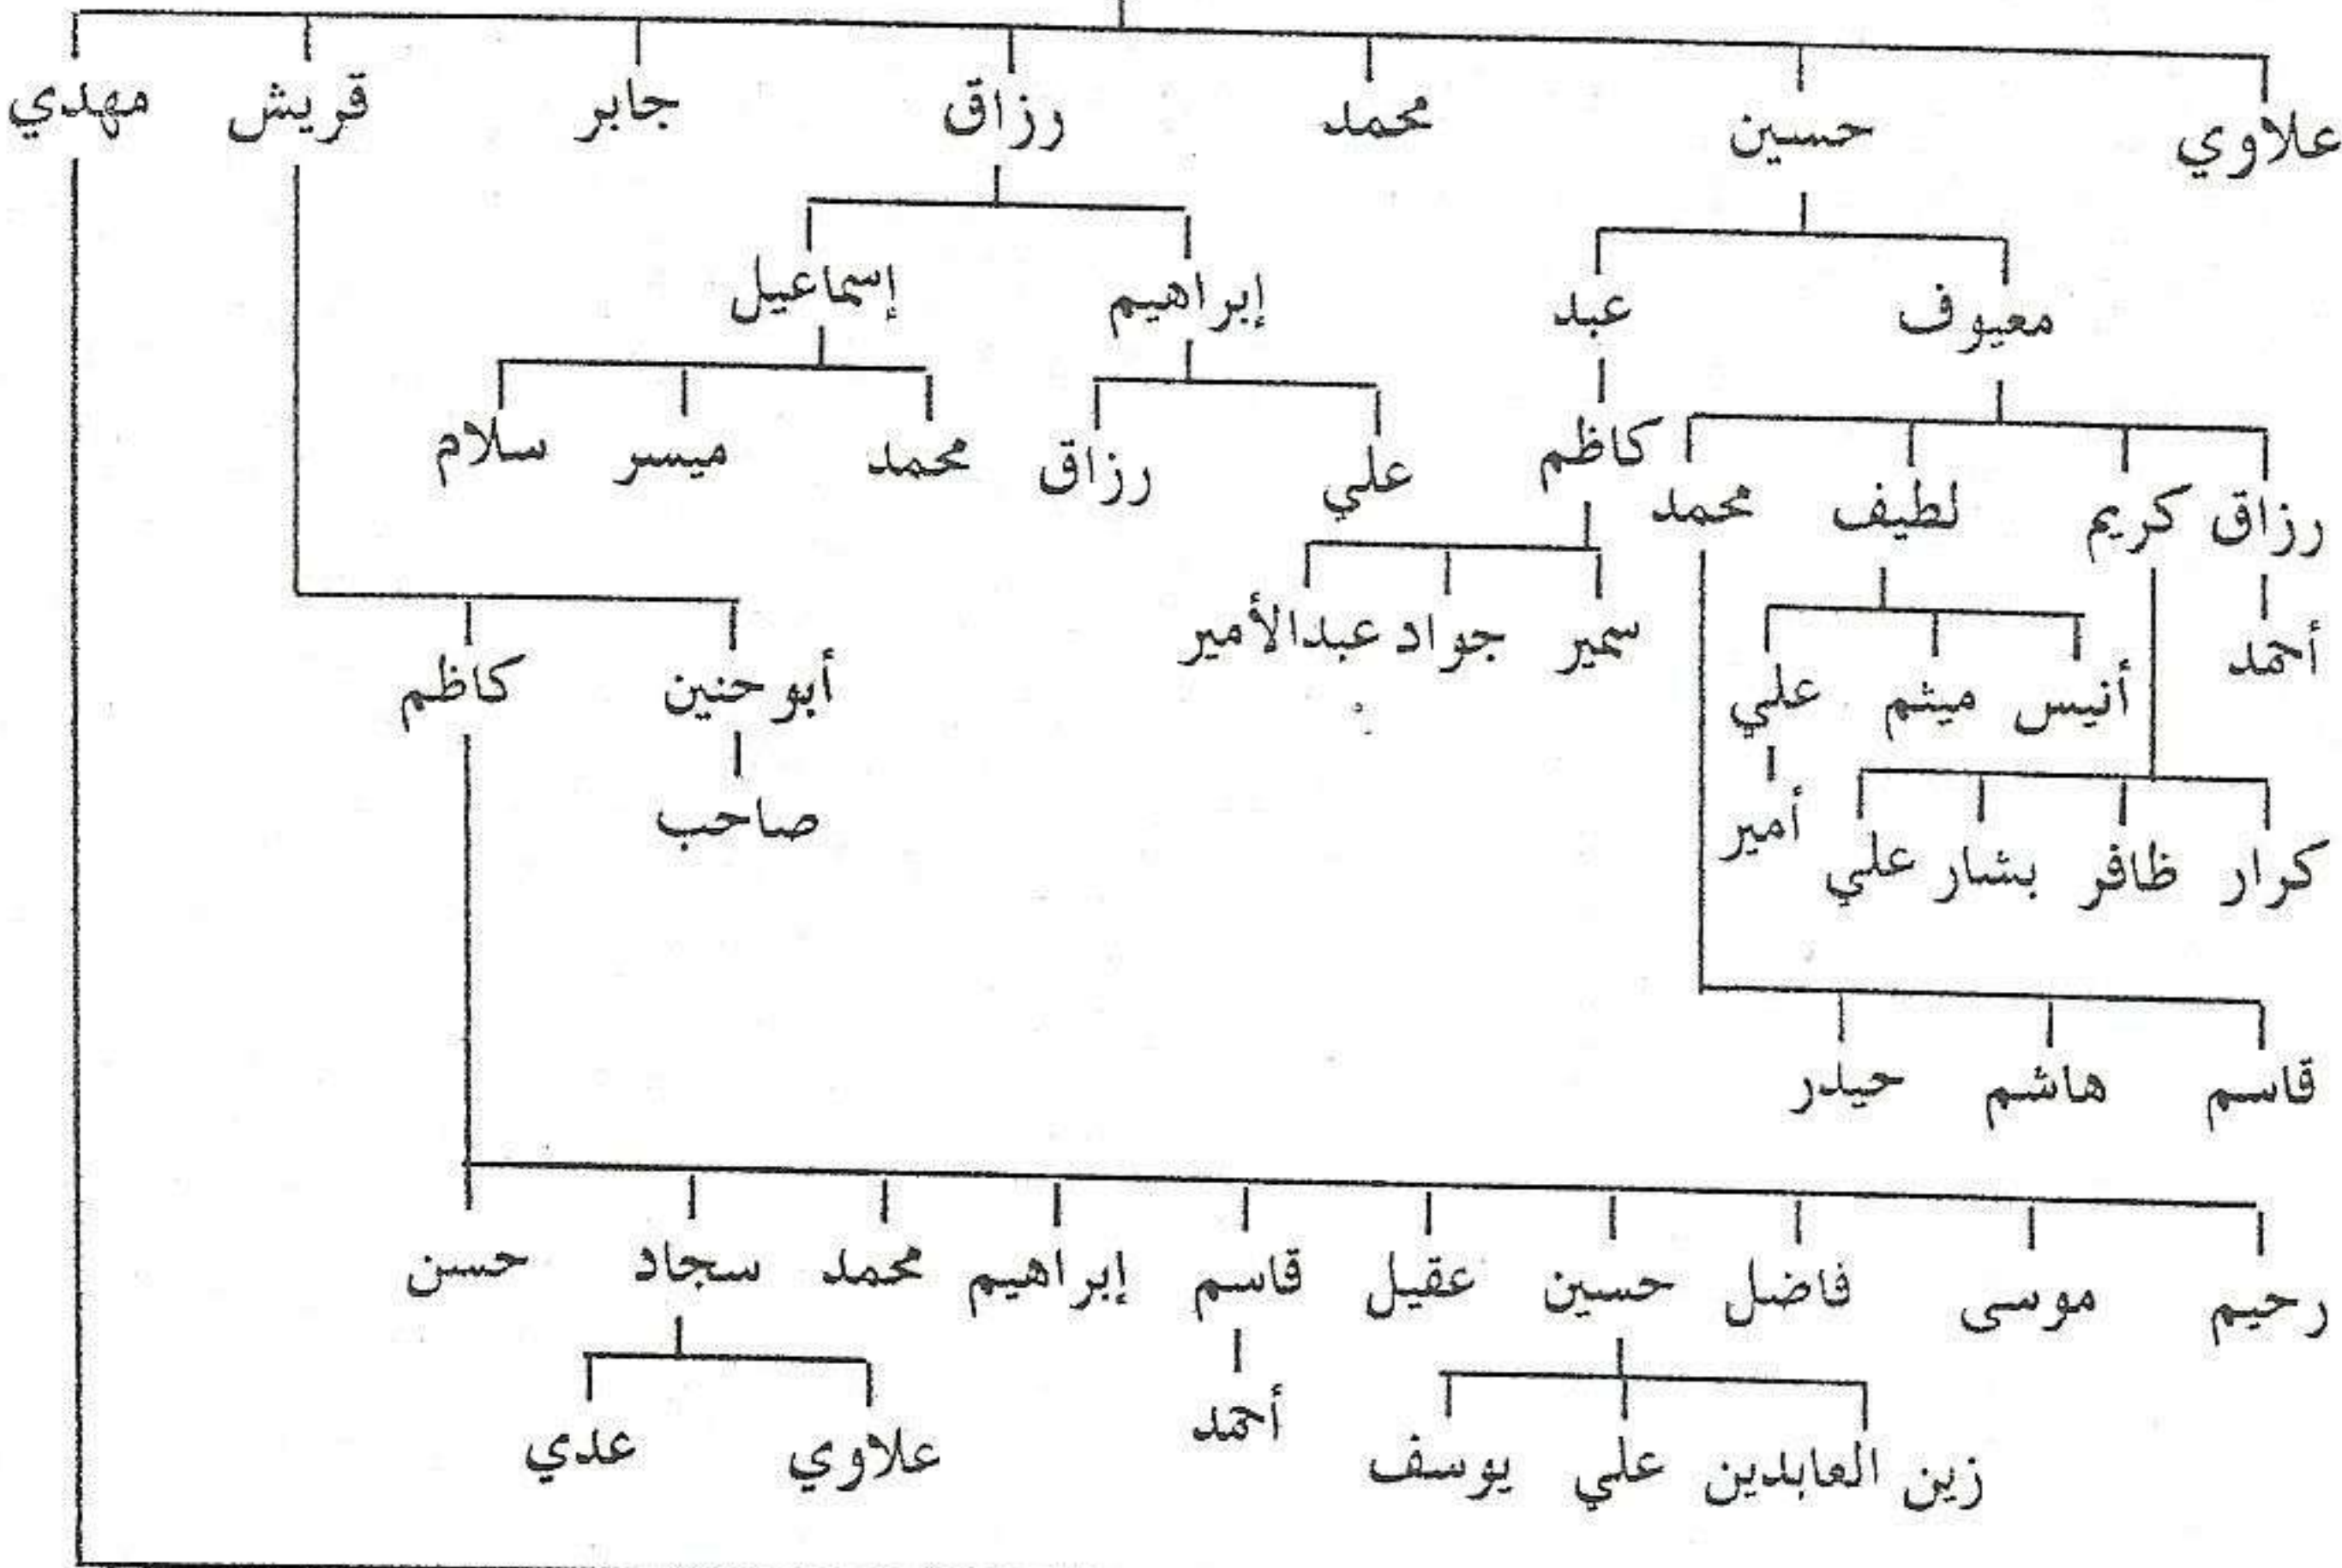 علاوي حسين محمد رزاق جابر قريش مهدي
معيوف عبد إبراهيم إسماعيل
رزاق كريم لطيف محمد كاظم علي رزاق محمد ميسر سلام
أحمد أنيس ميثم علي سمير جواد عبدالأمير أبو حنين كاظم
كرار ظافر بشار علي أمير صاحب
قاسم هاشم حيدر
رحيم موسى فاضل حسين عقيل قاسم إبراهيم محمد سجاد حسن
زين العابدين علي يوسف أحمد علاوي عدي